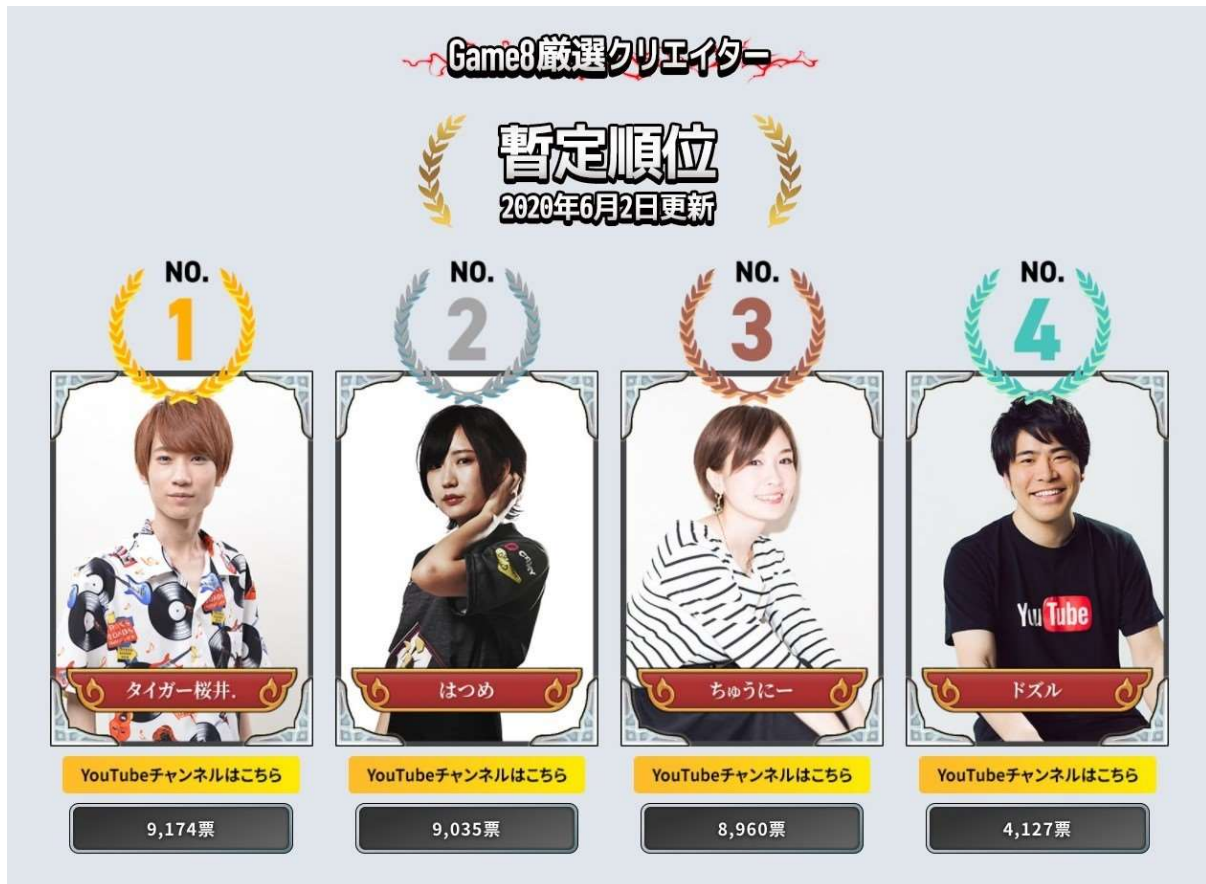 Game8厳選クリエイター
暫定順位
2020年6月2日更新
NO.
1
NO.
2
NO.
3
NO.
4
You Tube
タイガー桜井.
はつめ
ちゅうにー
ドズル
YouTubeチャンネルはこちら
YouTubeチャンネルはこちら
YouTubeチャンネルはこちら
YouTubeチャンネルはこちら
9,174票
9,035票
8,960票
4,127票